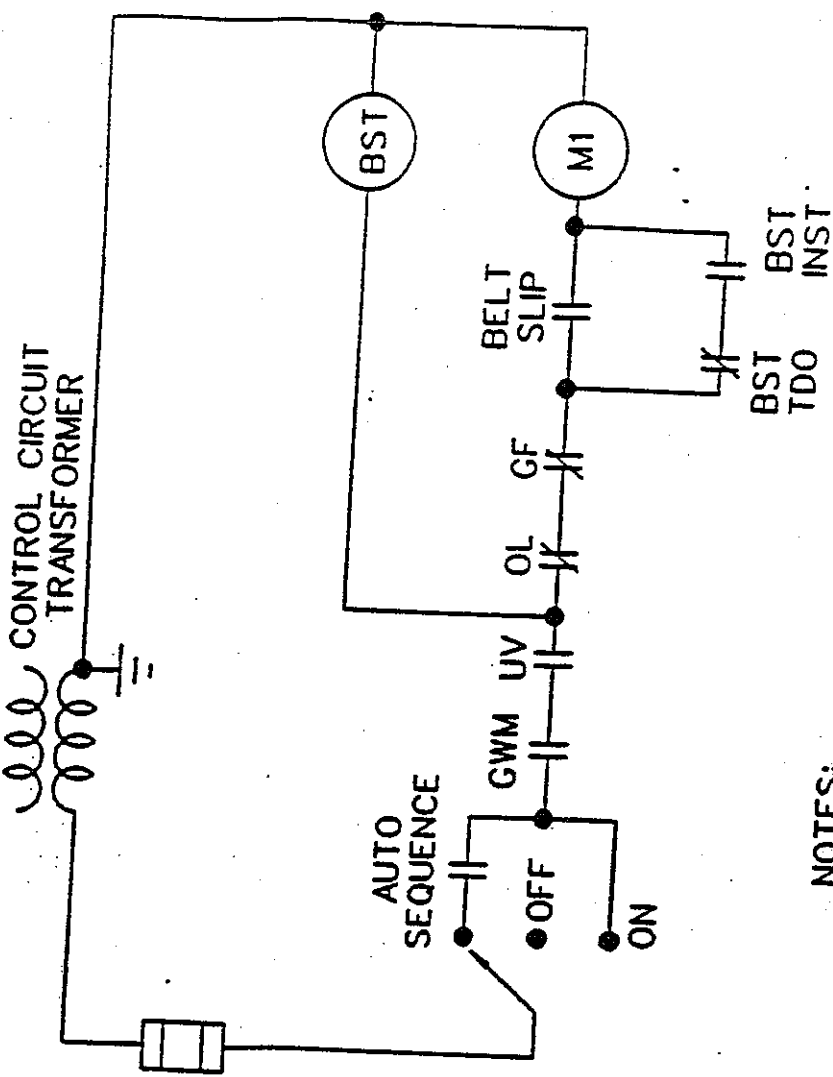 CONTROL CIRCUIT
TRANSFORMER
AUTO
SEQUENCE
OFF
ON
GWM
UV
OL
GF
BELT
SLIP
BST
TDO
BST
INST
BST
M1
NOTES: